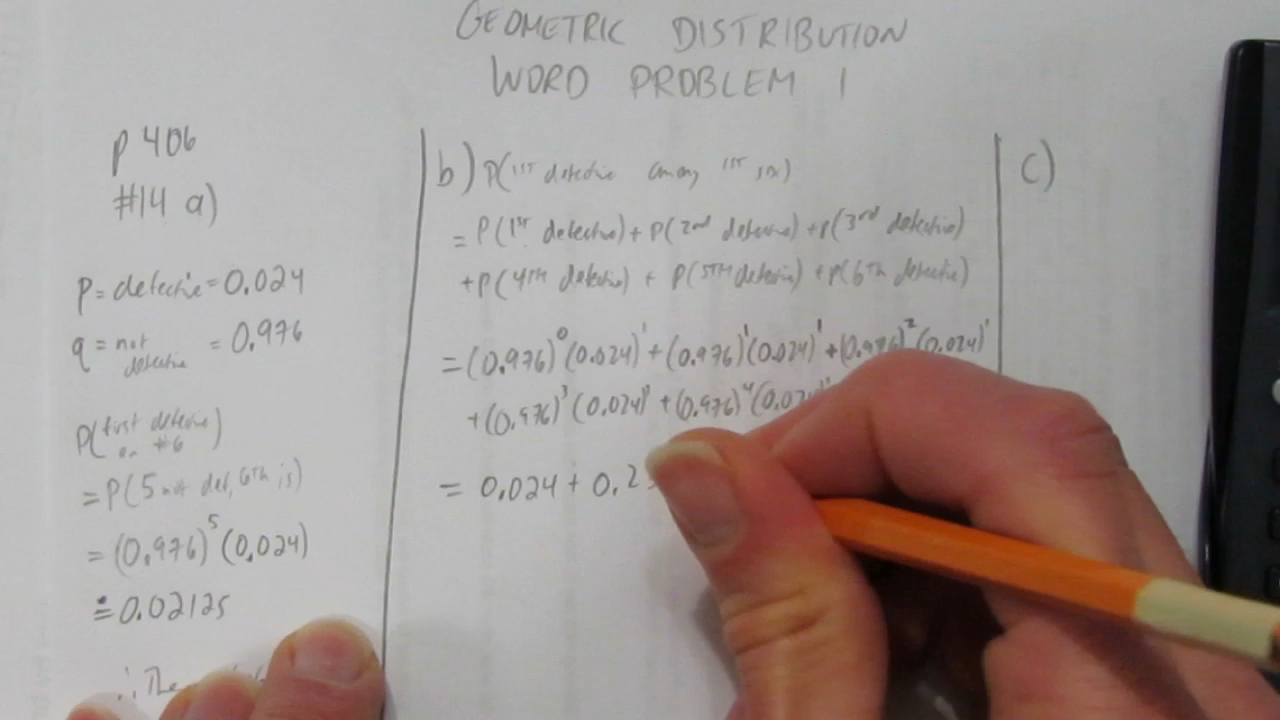 GEOMETRIC DISTRIBUTION
WORD PROBLEM 1
p 406
#14 a)
p = defective = 0.024
q = not defective = 0.976
P(first defective on #6)
= P(5 not def, 6th is)
= (0.976)^5 (0.024)
≐ 0.02125
∴ The
b) P(1ST defective among 1ST six)
= P(1st defective) + P(2nd defective) + P(3rd defective)
+ P(4TH defective) + P(5TH defective) + P(6th defective)
= (0.976)^0 (0.024)^1 + (0.976)^1 (0.024)^1 + (0.976)^2 (0.024)^1
+ (0.976)^3 (0.024)^1 + (0.976)^4 (0.02
= 0.024 + 0.2
c)